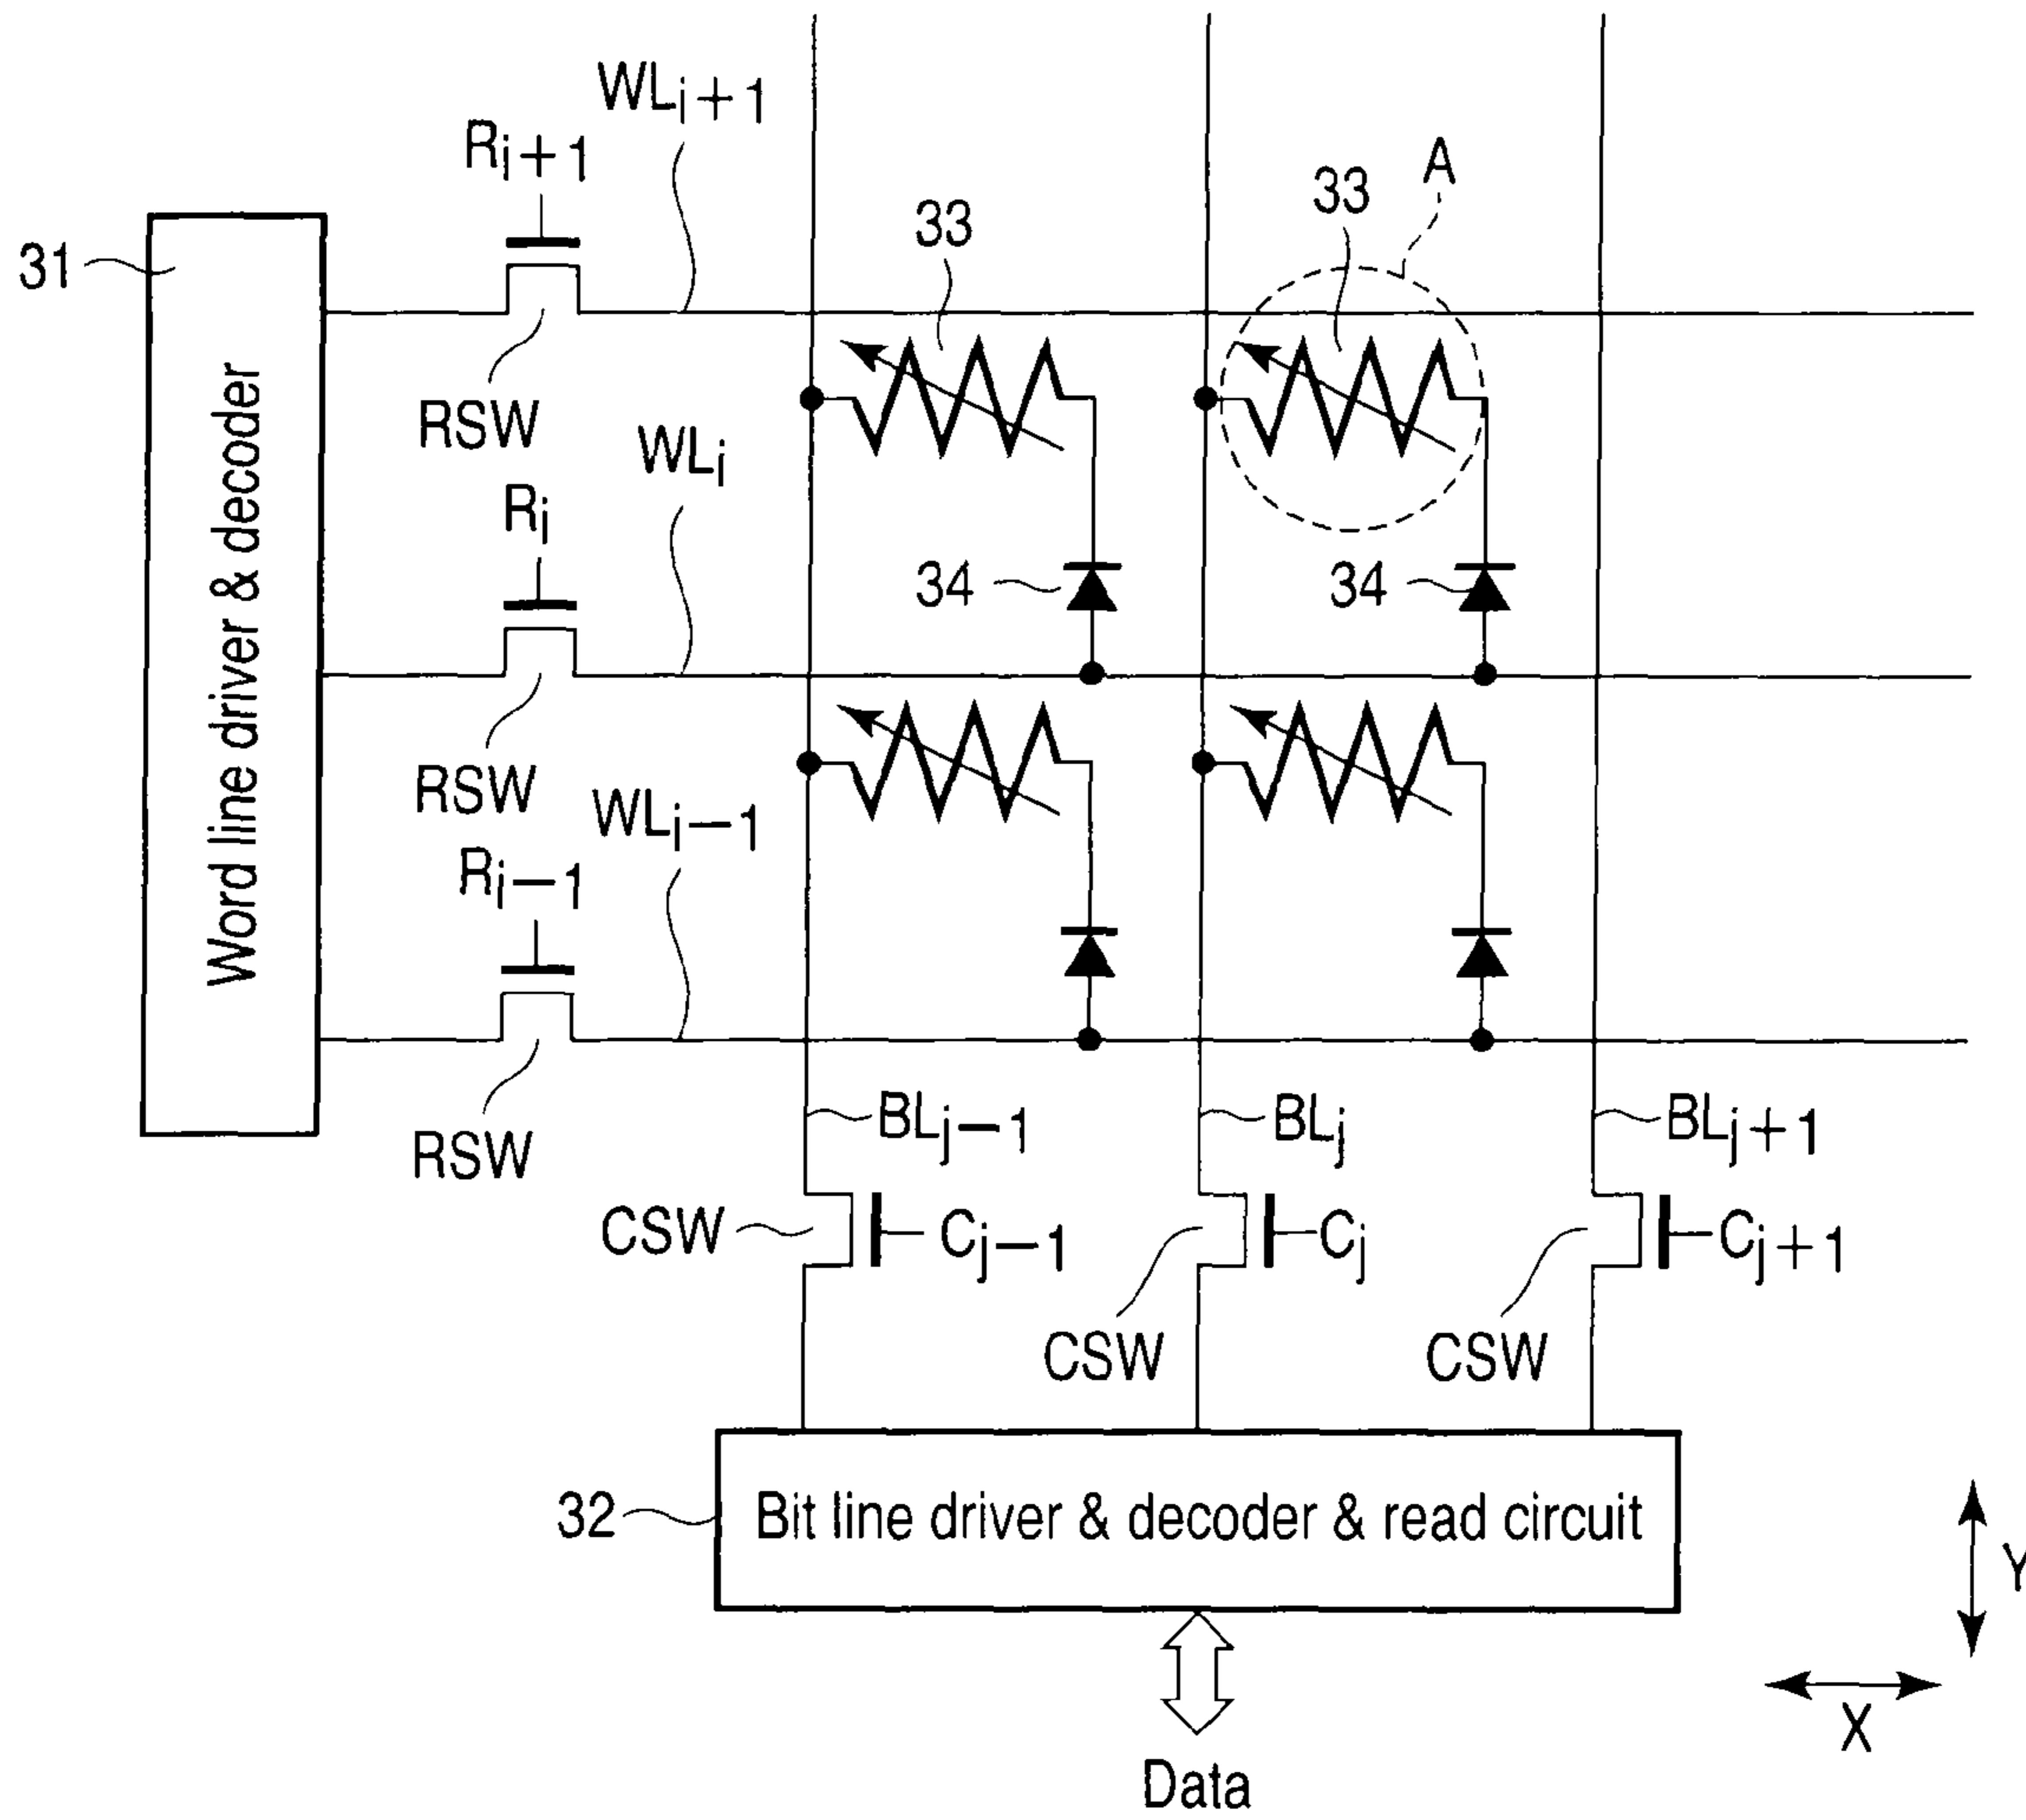 WLi+1
Ri+1
A
33
33
31
RSW
WLi
Ri
34
34
Word line driver & decoder
RSW
WLi−1
Ri−1
BLj−1
BLj
BLj+1
RSW
CSW
Cj−1
Cj
Cj+1
CSW
CSW
32
Bit line driver & decoder & read circuit
Y
X
Data